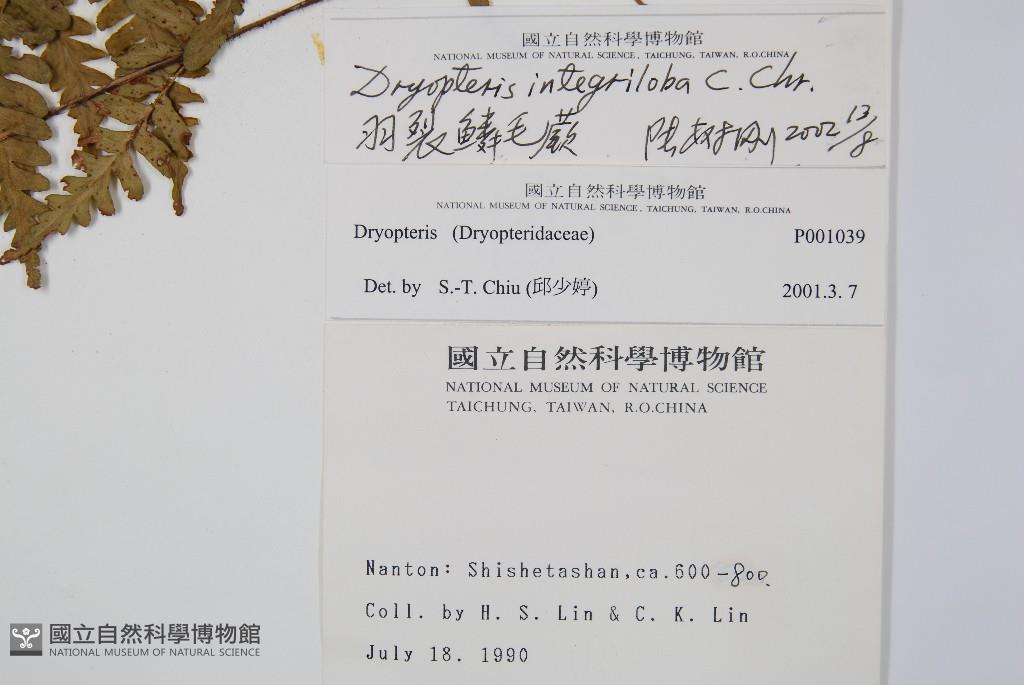 國立自然科學博物館
NATIONAL MUSEUM OF NATURAL SCIENCE, TAICHUNG, TAIWAN, R.O.CHINA
Dryopteris integriloba C. Chr.
羽裂鱗毛蕨 2002 13/8
國立自然科學博物館
NATIONAL MUSEUM OF NATURAL SCIENCE, TAICHUNG, TAIWAN, R.O.CHINA
Dryopteris (Dryopteridaceae) P001039
Det. by S.-T. Chiu (邱少婷) 2001.3. 7
國立自然科學博物館
NATIONAL MUSEUM OF NATURAL SCIENCE
TAICHUNG, TAIWAN, R.O.CHINA
Nanton: Shishetashan,ca.600-800.
Coll. by H. S. Lin & C. K. Lin
July 18. 1990
國立自然科學博物館
NATIONAL MUSEUM OF NATURAL SCIENCE